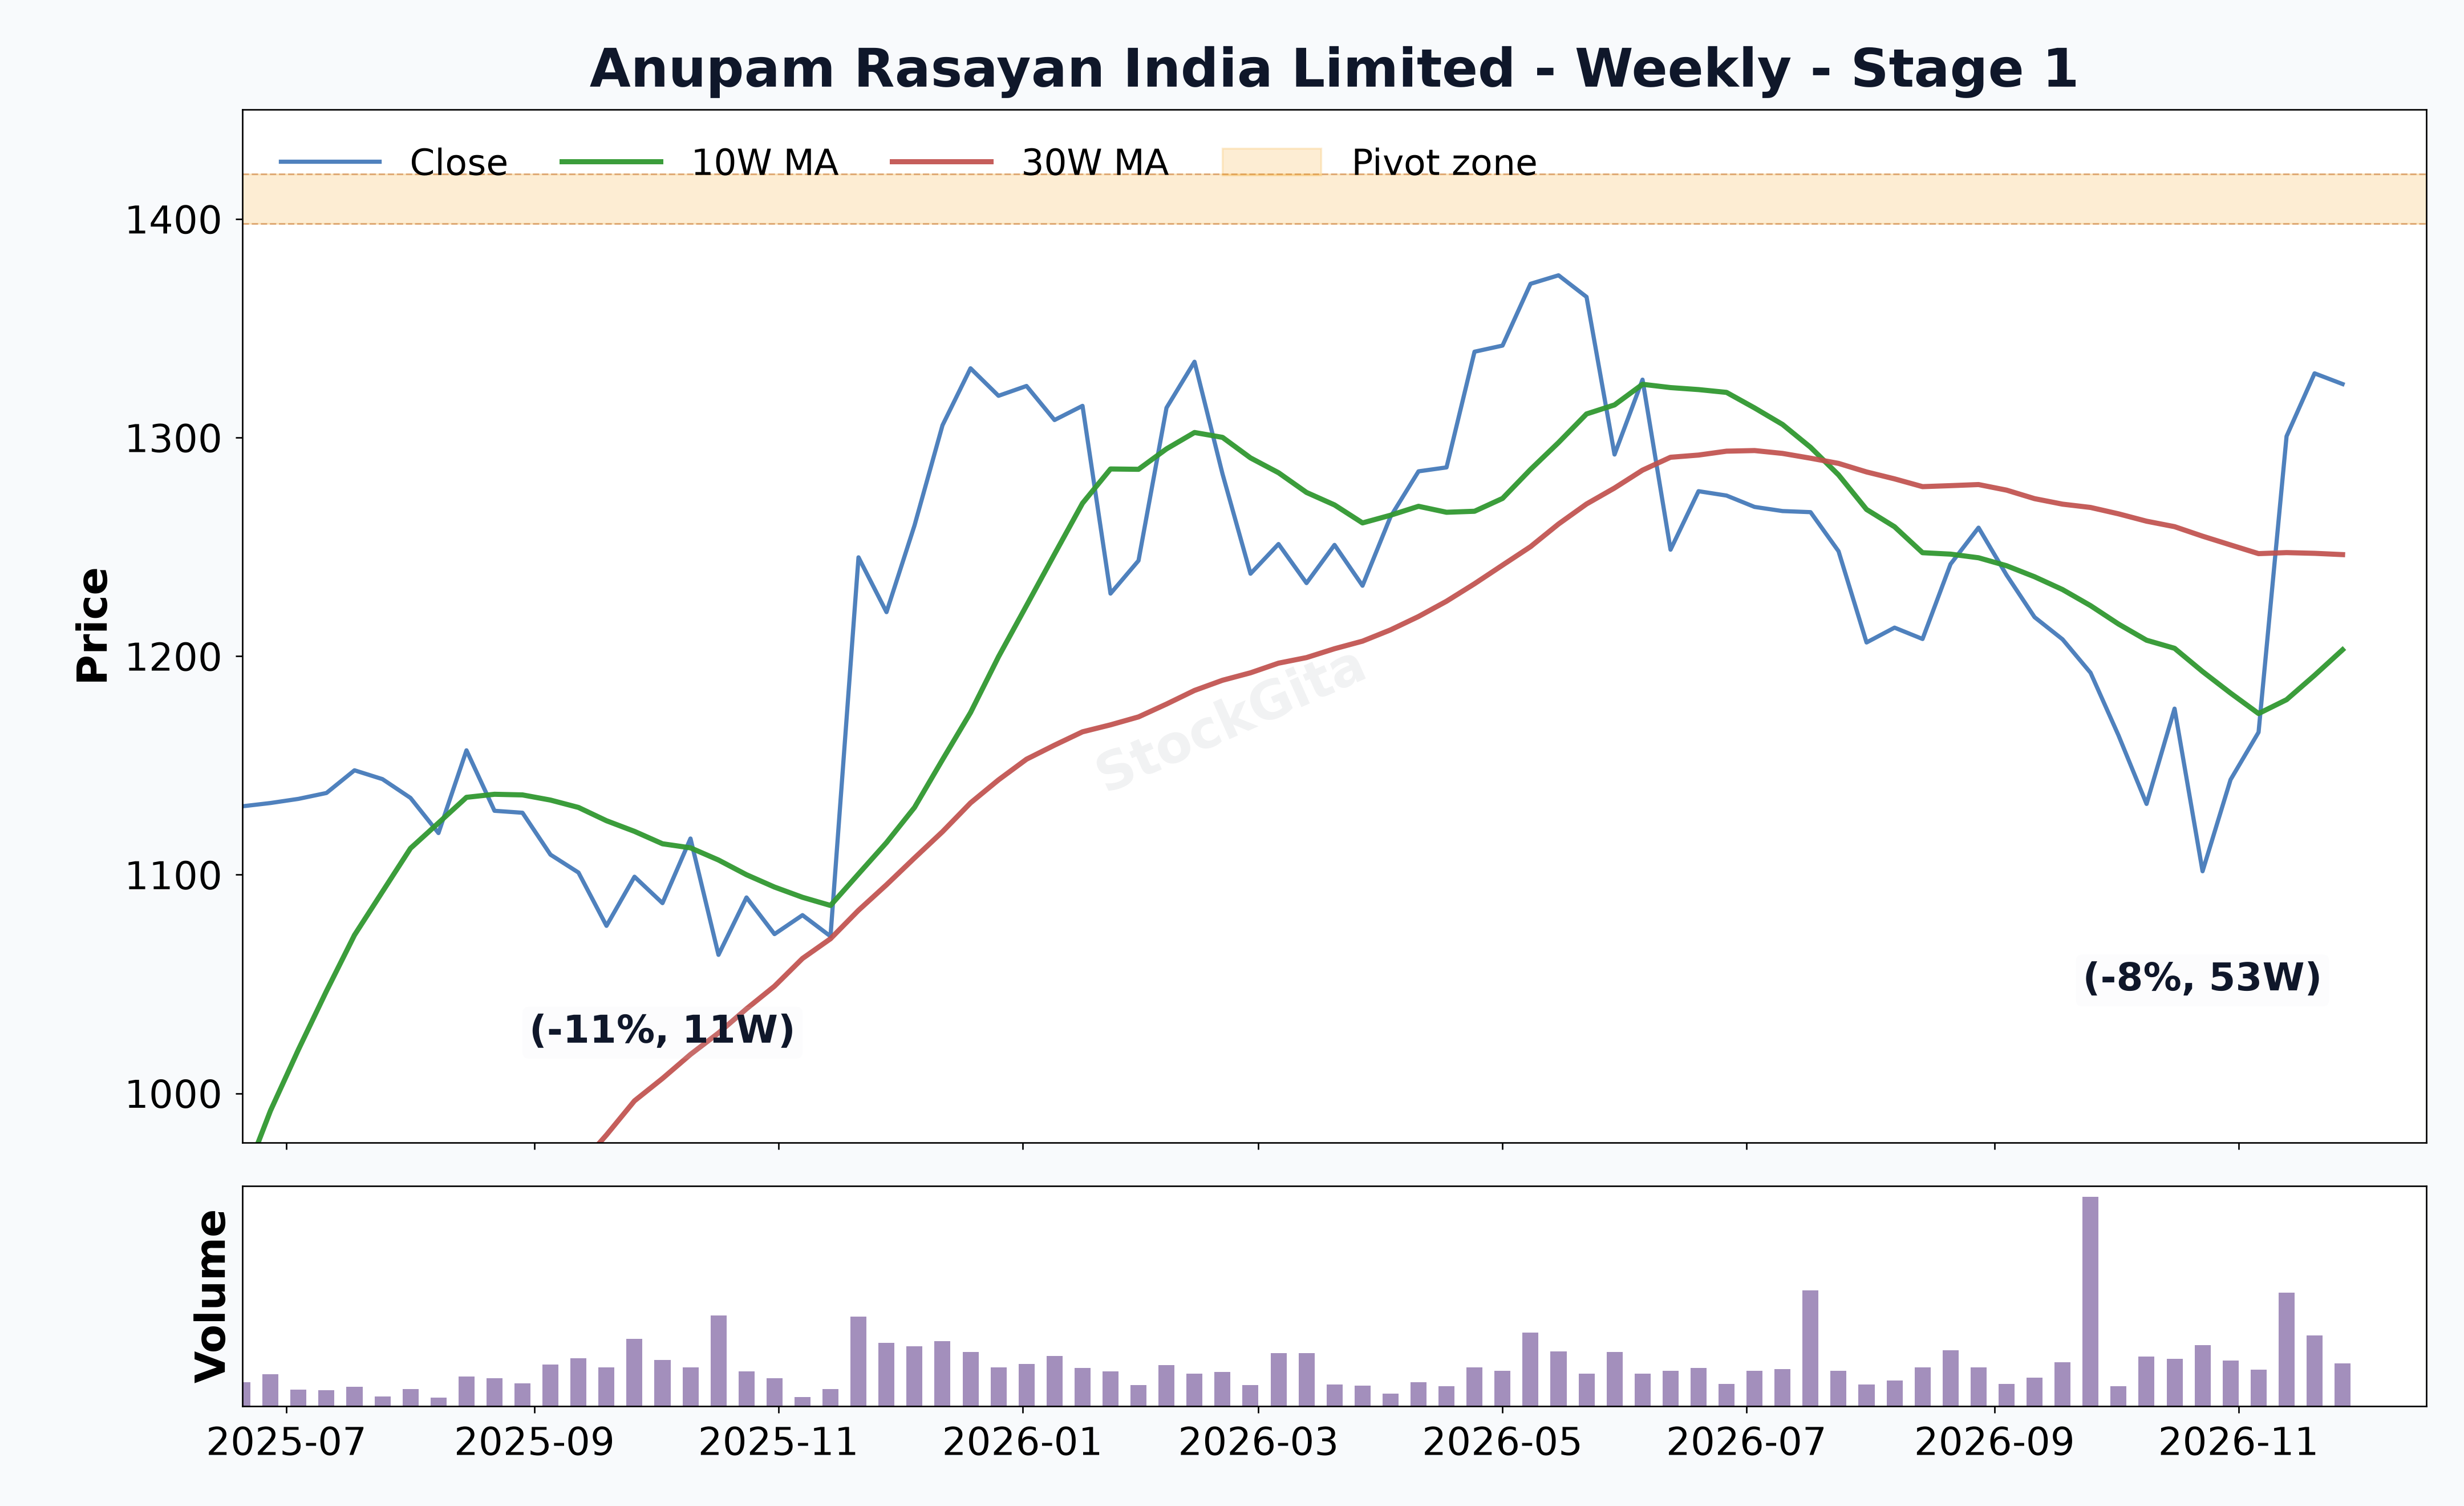 Anupam Rasayan India Limited - Weekly - Stage 1
Close 10W MA 30W MA Pivot zone
1400
1300
1200
1100
1000
Price
StockGita
(-11%, 11W)
(-8%, 53W)
Volume
2025-07 2025-09 2025-11 2026-01 2026-03 2026-05 2026-07 2026-09 2026-11